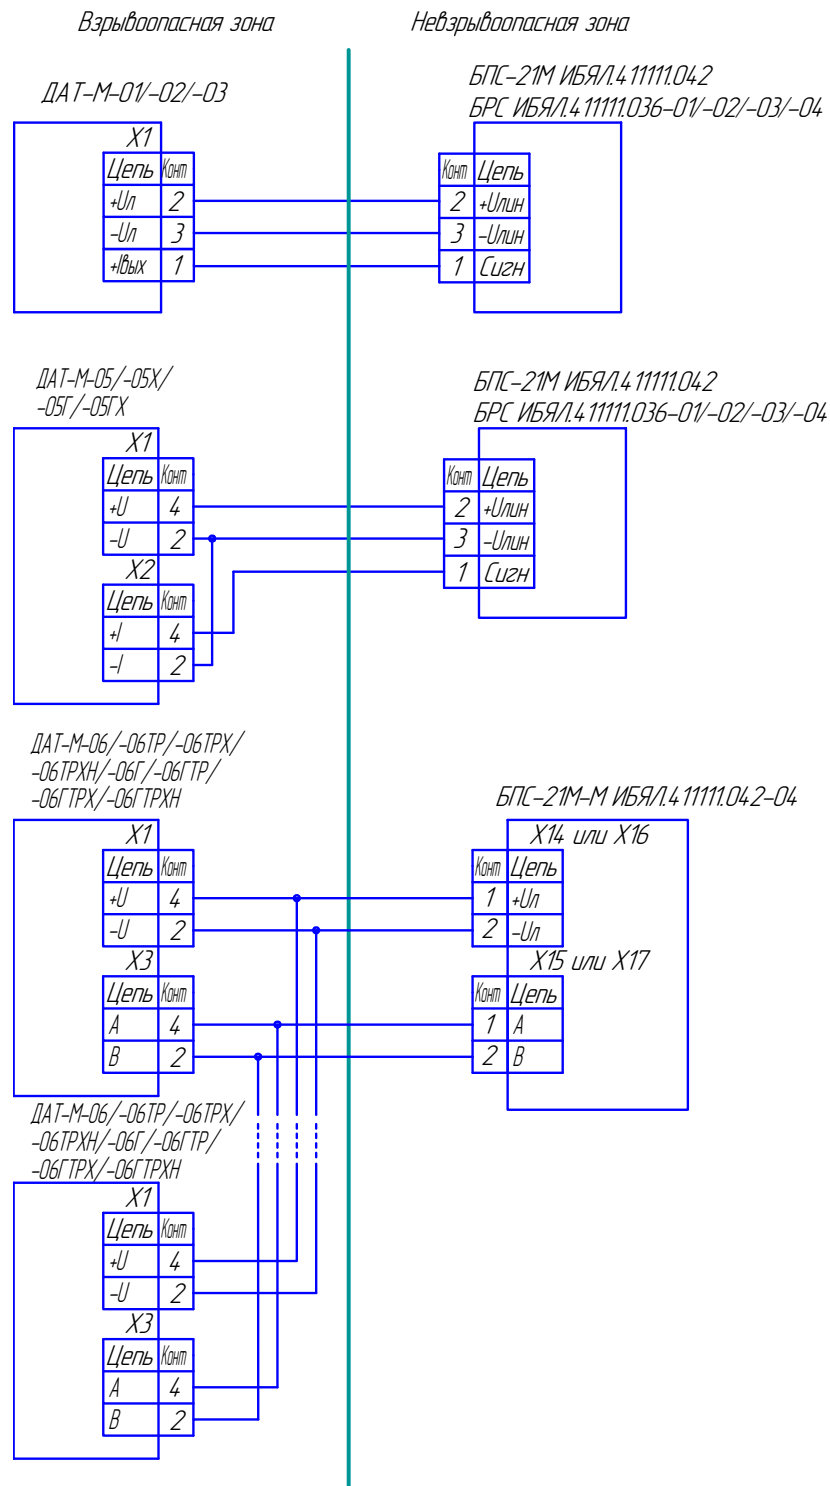 Взрывоопасная зона
Невзрывоопасная зона
ДАТ-М-01/-02/-03
X1
Цепь Конт
+Uл 2
-Uл 3
+Iвых 1
БПС-21М ИБЯЛ.411111.042
БРС ИБЯЛ.411111.036-01/-02/-03/-04
Конт Цепь
2 +Uлин
3 -Uлин
1 Сигн
ДАТ-М-05/-05Х/
-05Г/-05ГХ
X1
Цепь Конт
+U 4
-U 2
X2
Цепь Конт
+I 4
-I 2
БПС-21М ИБЯЛ.411111.042
БРС ИБЯЛ.411111.036-01/-02/-03/-04
Конт Цепь
2 +Uлин
3 -Uлин
1 Сигн
ДАТ-М-06/-06ТР/-06ТРХ/
-06ТРХН/-06Г/-06ГТР/
-06ГТРХ/-06ГТРХН
X1
Цепь Конт
+U 4
-U 2
X3
Цепь Конт
A 4
B 2
БПС-21М-М ИБЯЛ.411111.042-04
X14 или X16
Конт Цепь
1 +Uл
2 -Uл
X15 или X17
Конт Цепь
1 A
2 B
ДАТ-М-06/-06ТР/-06ТРХ/
-06ТРХН/-06Г/-06ГТР/
-06ГТРХ/-06ГТРХН
X1
Цепь Конт
+U 4
-U 2
X3
Цепь Конт
A 4
B 2